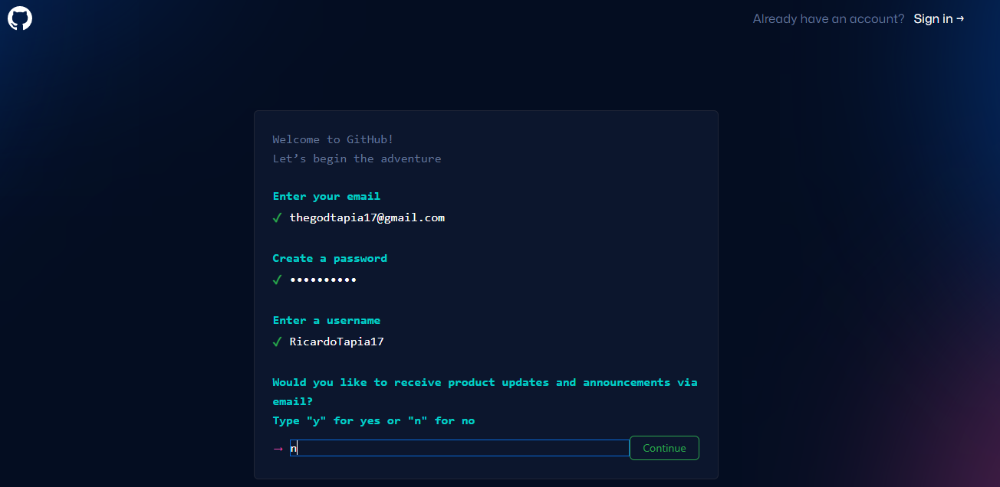 Already have an account? Sign in →
Welcome to GitHub!
Let’s begin the adventure
Enter your email
✓ thegodtapia17@gmail.com
Create a password
✓ ••••••••••
Enter a username
✓ RicardoTapia17
Would you like to receive product updates and announcements via
email?
Type "y" for yes or "n" for no
→ n
Continue